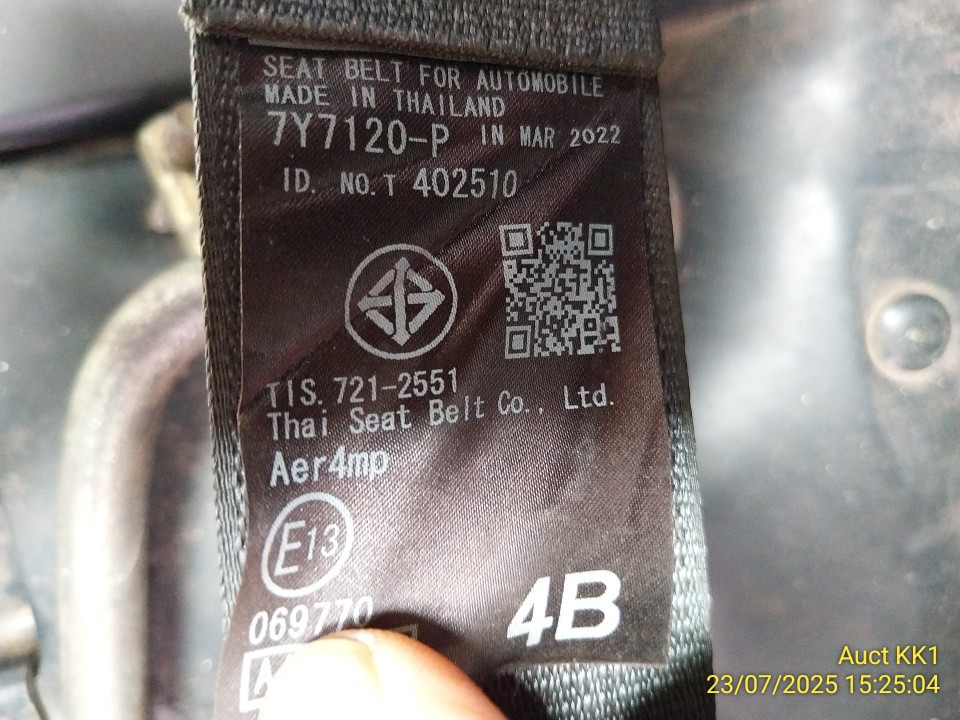 SEAT BELT FOR AUTOMOBILE
MADE IN THAILAND
7Y7120-P IN MAR 2022
ID. NO. T 402510
TIS. 721-2551
Thai Seat Belt Co., Ltd.
Aer4mp
E13
069770
4B
Auct KK1
23/07/2025 15:25:04